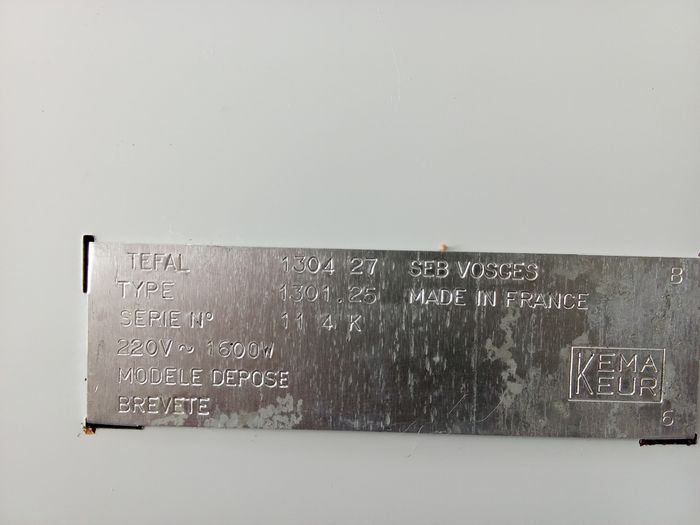 TEFAL 1304 27 SEB VOSGES B
TYPE 1301.25 MADE IN FRANCE
SERIE Nº 11 4 K
220V ~ 1600W
MODELE DEPOSE
BREVETE
KEMA
KEUR
6